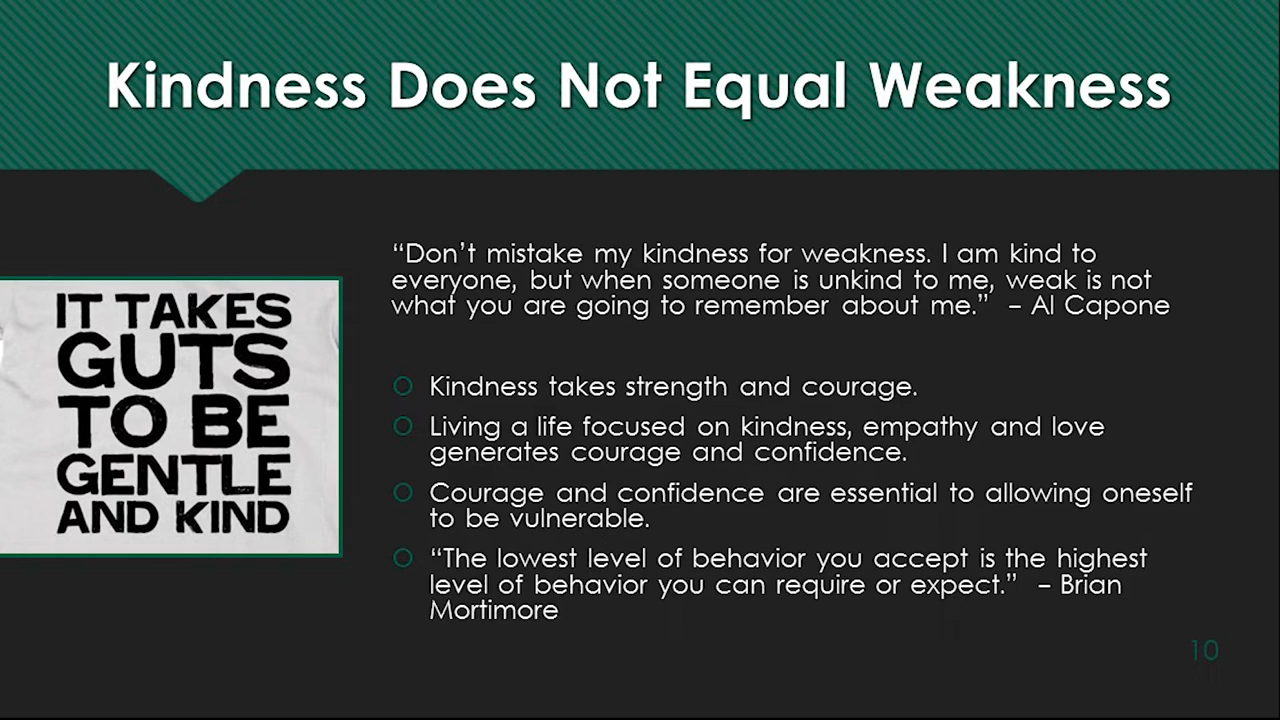 Kindness Does Not Equal Weakness
“Don’t mistake my kindness for weakness. I am kind to
everyone, but when someone is unkind to me, weak is not
what you are going to remember about me.” – Al Capone
IT TAKES
GUTS
TO BE
GENTLE
AND KIND
Kindness takes strength and courage.
Living a life focused on kindness, empathy and love
generates courage and confidence.
Courage and confidence are essential to allowing oneself
to be vulnerable.
“The lowest level of behavior you accept is the highest
level of behavior you can require or expect.” – Brian
Mortimore
10